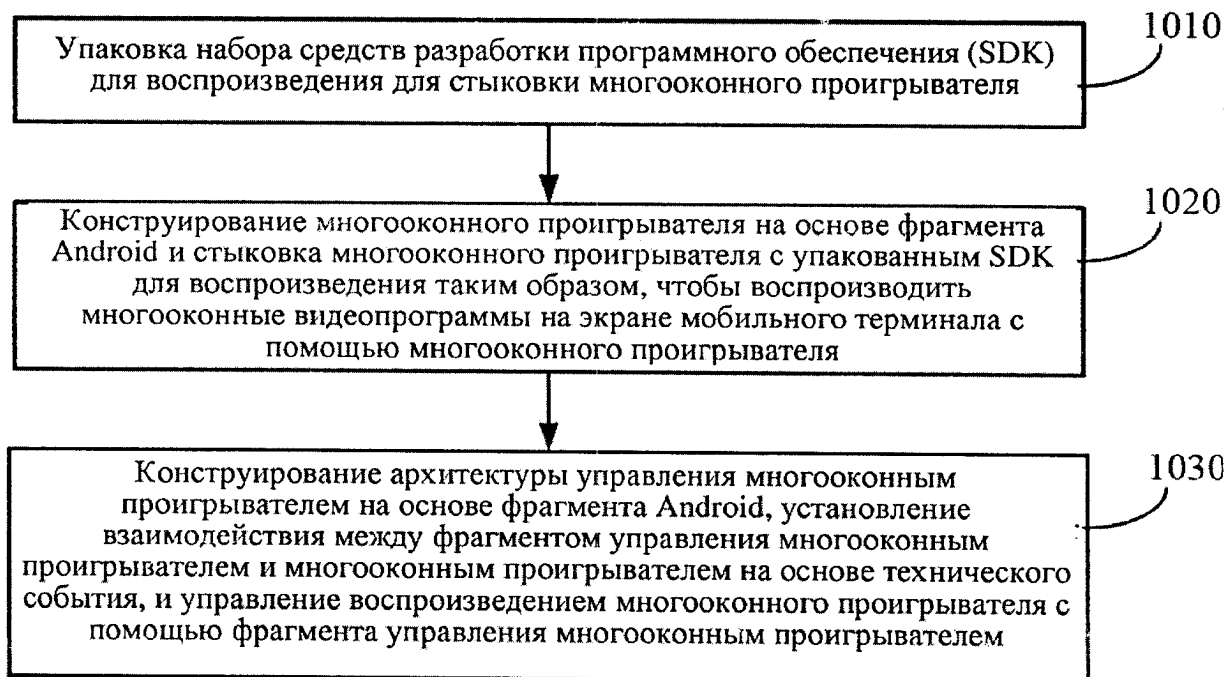 Упаковка набора средств разработки программного обеспечения (SDK)
для воспроизведения для стыковки многооконного проигрывателя
1010
Конструирование многооконного проигрывателя на основе фрагмента
Android и стыковка многооконного проигрывателя с упакованным SDK
для воспроизведения таким образом, чтобы воспроизводить
многооконные видеопрограммы на экране мобильного терминала с
помощью многооконного проигрывателя
1020
Конструирование архитектуры управления многооконным
проигрывателем на основе фрагмента Android, установление
взаимодействия между фрагментом управления многооконным
проигрывателем и многооконным проигрывателем на основе технического
события, и управление воспроизведением многооконного проигрывателя с
помощью фрагмента управления многооконным проигрывателем
1030